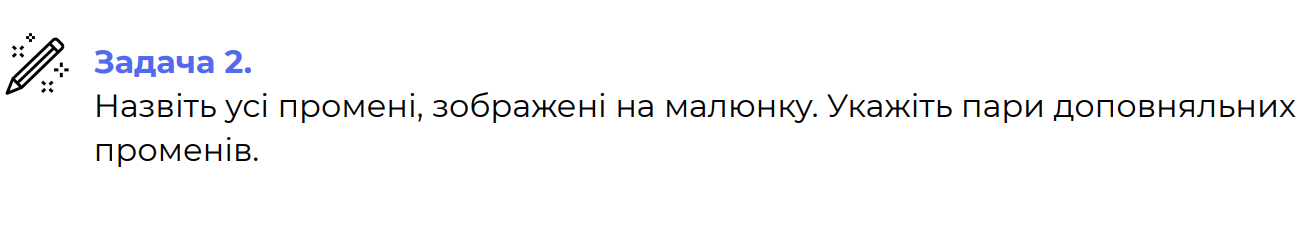 Задача 2.
Назвіть усі промені, зображені на малюнку. Укажіть пари доповняльних
променів.